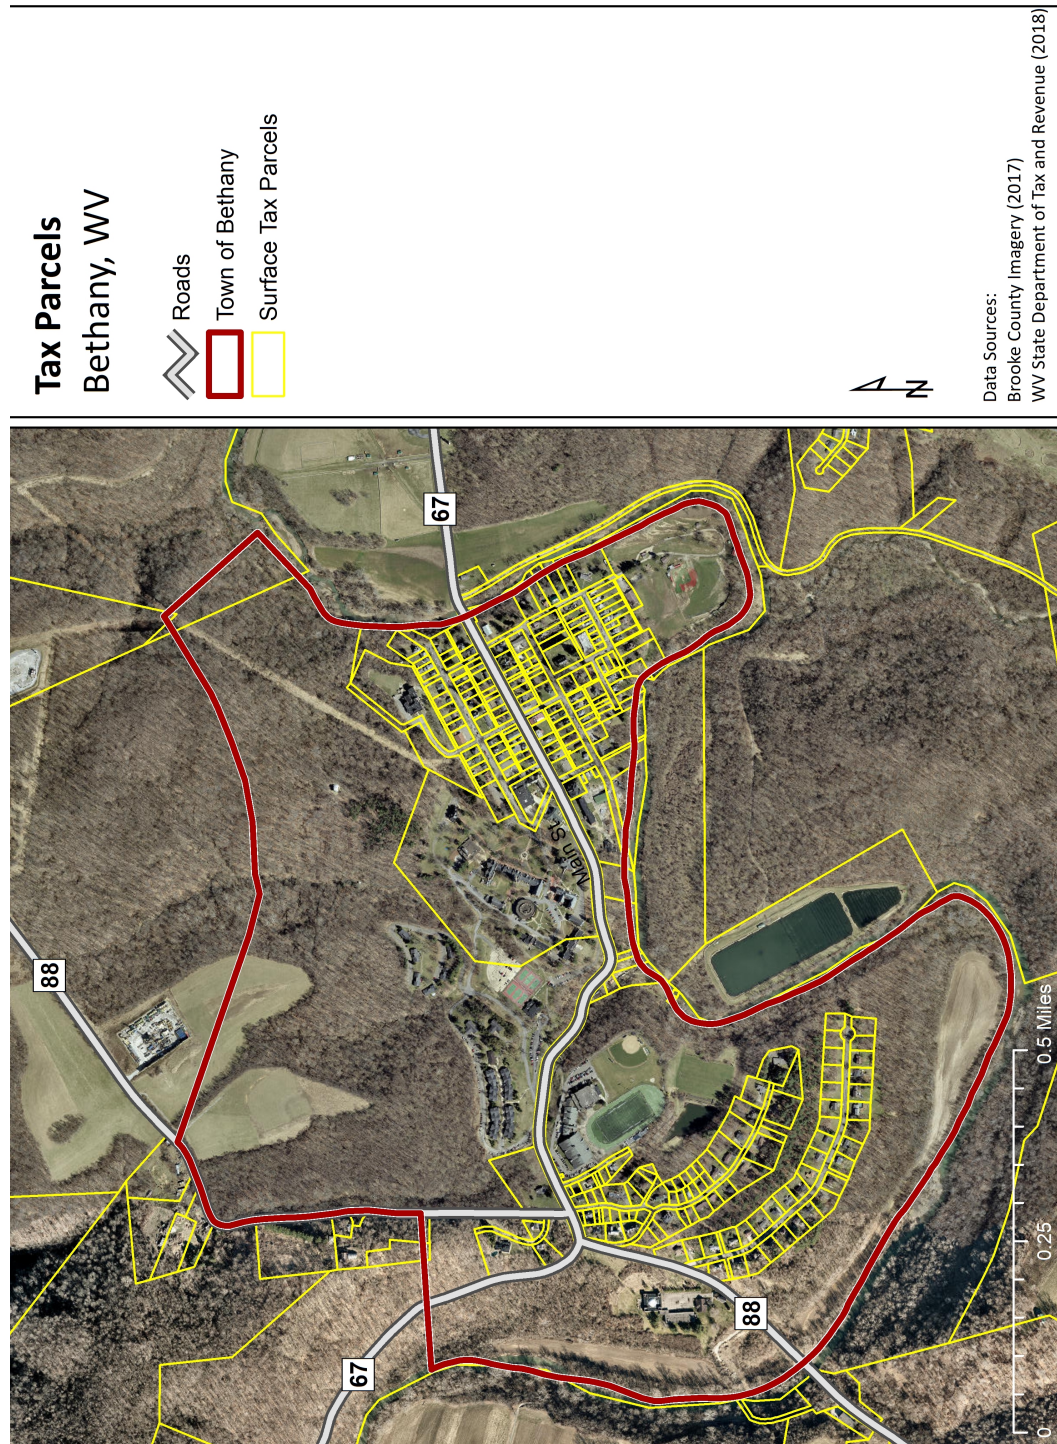 Tax Parcels
Bethany, WV
Roads
Town of Bethany
Surface Tax Parcels
N
Data Sources:
Brooke County Imagery (2017)
WV State Department of Tax and Revenue (2018)
88
67
Main St
67
88
0
0.25
0.5 Miles